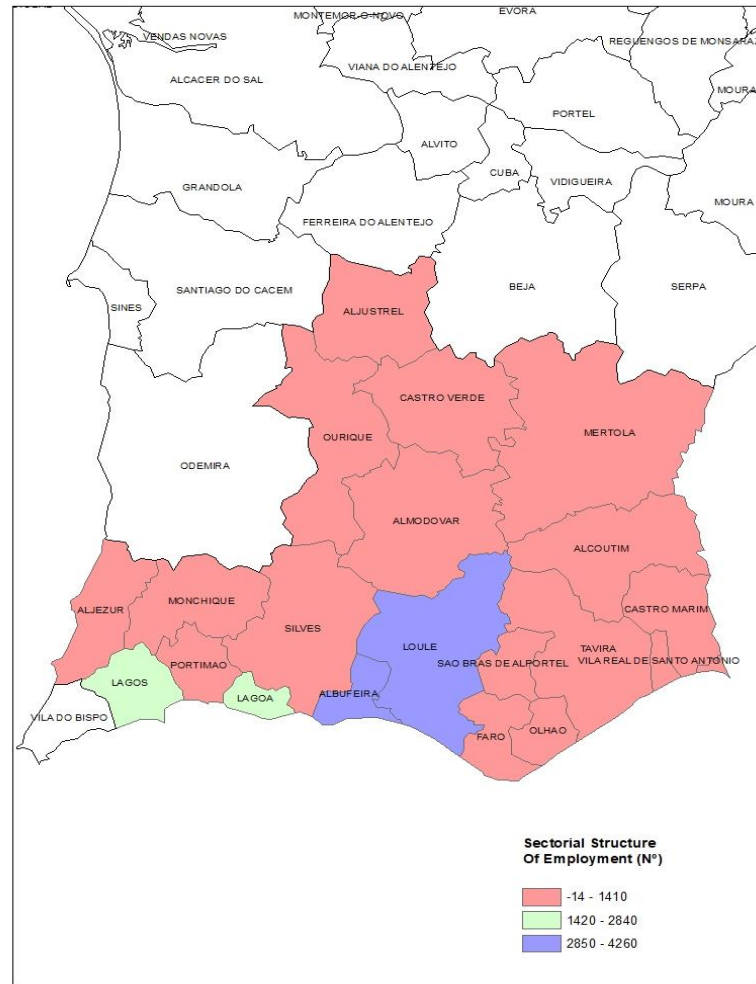 MONTEMOR-O-NOVO
EVORA
VENDAS NOVAS
REGUENGOS DE MONSARAZ
VIANA DO ALENTEJO
ALCACER DO SAL
MOURA
PORTEL
ALVITO
CUBA
VIDIGUEIRA
GRANDOLA
MOURA
FERREIRA DO ALENTEJO
SANTIAGO DO CACEM
BEJA
SERPA
SINES
ALJUSTREL
CASTRO VERDE
MERTOLA
OURIQUE
ODEMIRA
ALMODOVAR
ALCOUTIM
MONCHIQUE
ALJEZUR
CASTRO MARIM
SILVES
LOULE
TAVIRA
SAO BRAS DE ALPORTEL
VILA REAL DE SANTO ANTONIO
PORTIMAO
LAGOS
LAGOA
ALBUFEIRA
VILA DO BISPO
OLHAO
FARO
Sectorial Structure
Of Employment (Nº)
-14 - 1410
1420 - 2840
2850 - 4260